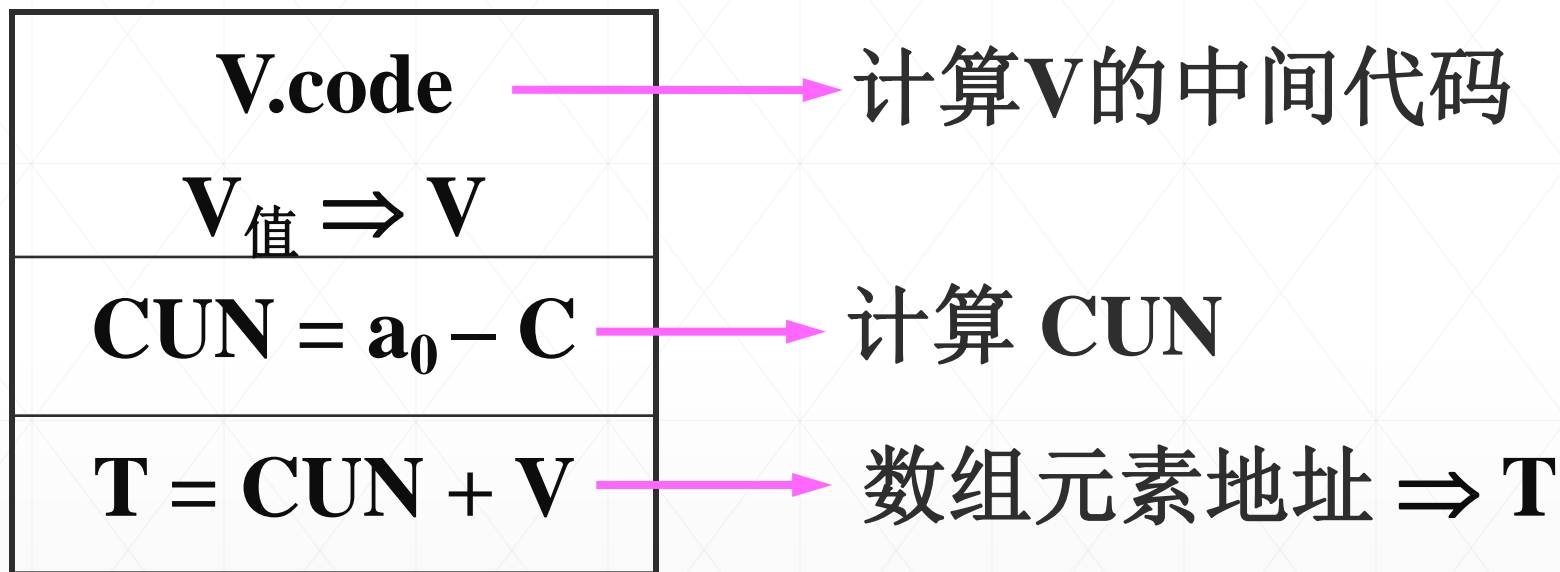 V.code 计算V的中间代码
V值 ⇒ V
CUN = a₀ – C 计算 CUN
T = CUN + V 数组元素地址 ⇒ T